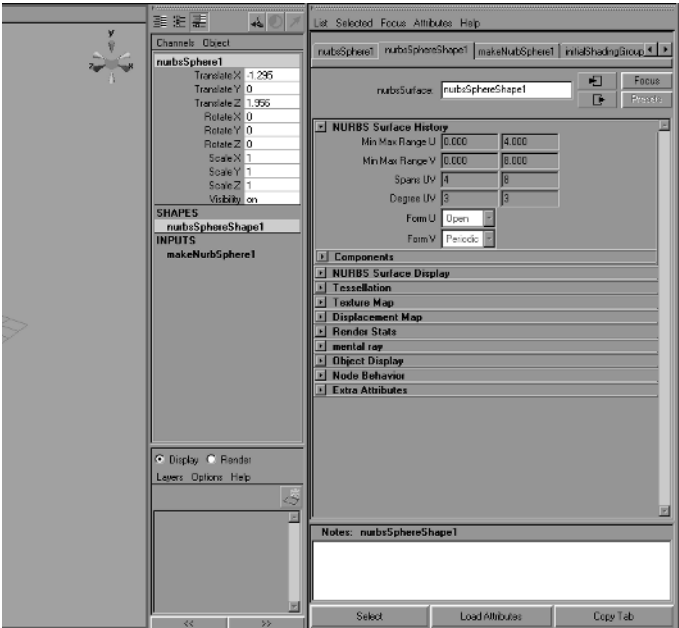 y
Channels Object
nurbsSphere1
Translate X -1.295
Translate Y 0
Translate Z 1.956
Rotate X 0
Rotate Y 0
Rotate Z 0
Scale X 1
Scale Y 1
Scale Z 1
Visibility on
SHAPES
nurbsSphereShape1
INPUTS
makeNurbSphere1
Display Render
Layers Options Help
<< >>
List Selected Focus Attributes Help
nurbsSphere1 nurbsSphereShape1 makeNurbSphere1 initialShadingGroup
nurbsSurface: nurbsSphereShape1
Focus
Presets
NURBS Surface History
Min Max Range U 0.000 4.000
Min Max Range V 0.000 8.000
Spans UV 4 8
Degree UV 3 3
Form U Open
Form V Periodic
Components
NURBS Surface Display
Tessellation
Texture Map
Displacement Map
Render Stats
mental ray
Object Display
Node Behavior
Extra Attributes
Notes: nurbsSphereShape1
Select Load Attributes Copy Tab